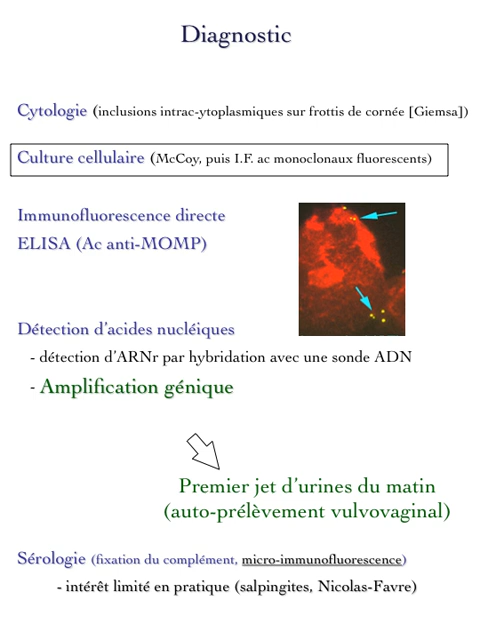 Diagnostic
Cytologie (inclusions intrac-ytoplasmiques sur frottis de cornée [Giemsa])
Culture cellulaire (McCoy, puis I.F. ac monoclonaux fluorescents)
Immunofluorescence directe
ELISA (Ac anti-MOMP)
Détection d'acides nucléiques
- détection d'ARNr par hybridation avec une sonde ADN
- Amplification génique
Premier jet d'urines du matin
(auto-prélèvement vulvovaginal)
Sérologie (fixation du complément, micro-immunofluorescence)
- intérêt limité en pratique (salpingites, Nicolas-Favre)